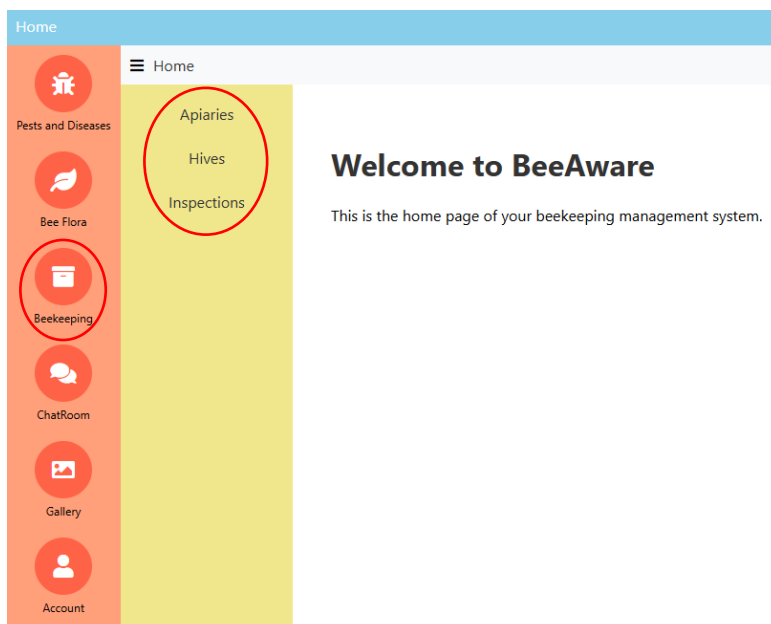 Home
Home
Pests and Diseases
Bee Flora
Beekeeping
ChatRoom
Gallery
Account
Apiaries
Hives
Inspections
Welcome to BeeAware
This is the home page of your beekeeping management system.